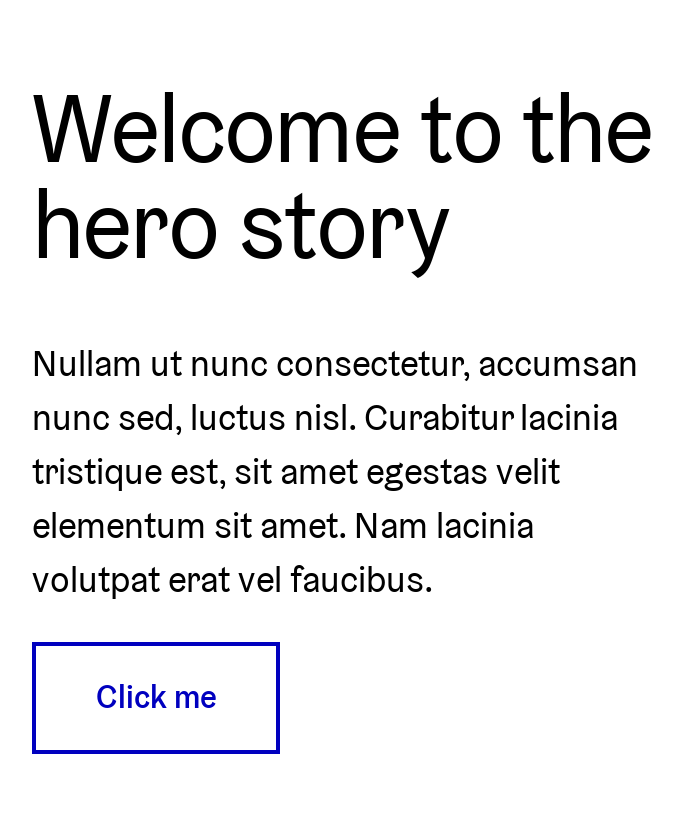 Welcome to the
hero story
Nullam ut nunc consectetur, accumsan
nunc sed, luctus nisl. Curabitur lacinia
tristique est, sit amet egestas velit
elementum sit amet. Nam lacinia
volutpat erat vel faucibus.
Click me